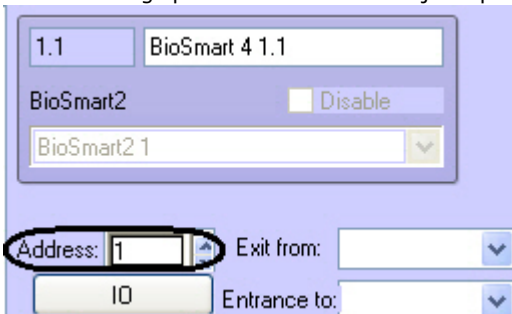 1.1 BioSmart 4 1.1
BioSmart2 Disable
BioSmart2 1
Address: 1 Exit from:
IO Entrance to: